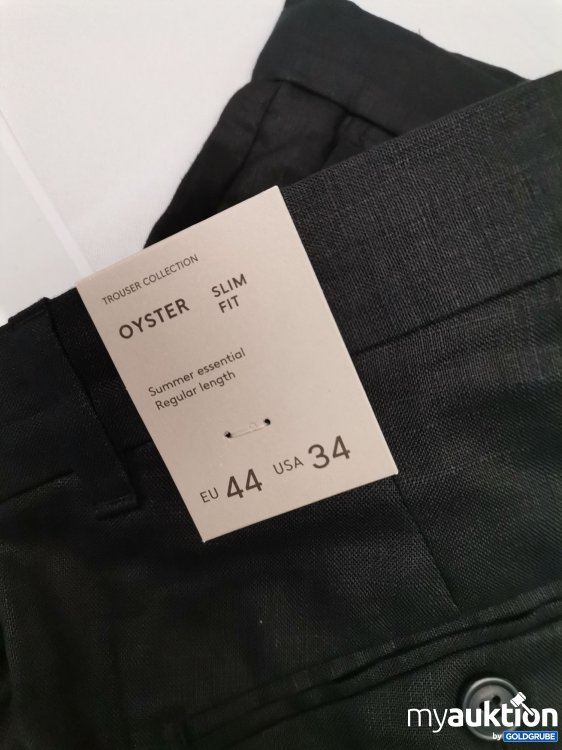 TROUSER COLLECTION
OYSTER SLIM FIT
Summer essential
Regular length
EU 44 USA 34
myauktion
by GOLDGRUBE